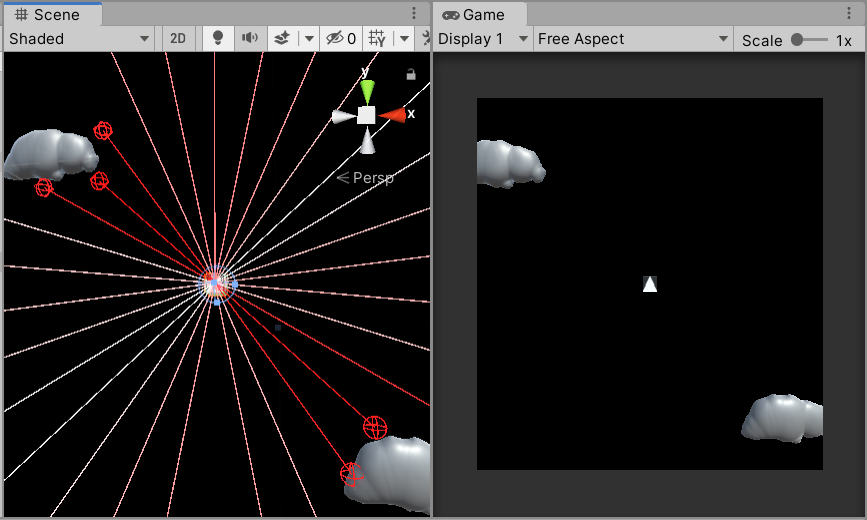 Scene
Game
Shaded
2D
0
Display 1
Free Aspect
Scale
1x
y
x
Persp